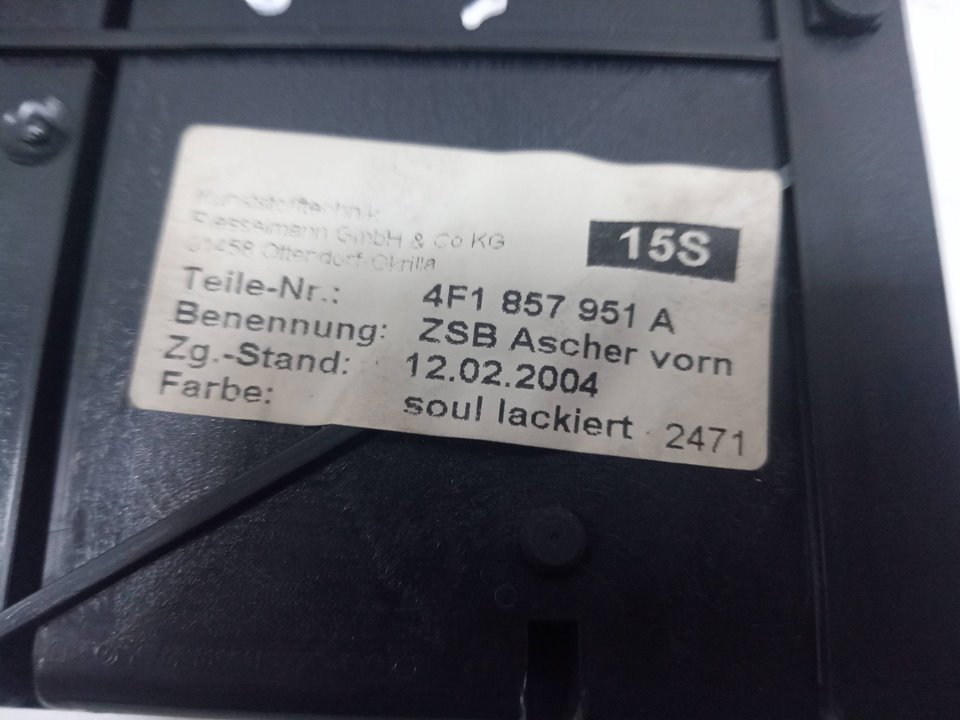 Kunststofftechnik
GmbH & Co KG
01458 Ottendorf-Okrilla
15S
Teile-Nr.: 4F1 857 951 A
Benennung: ZSB Ascher vorn
Zg.-Stand: 12.02.2004
Farbe: soul lackiert 2471